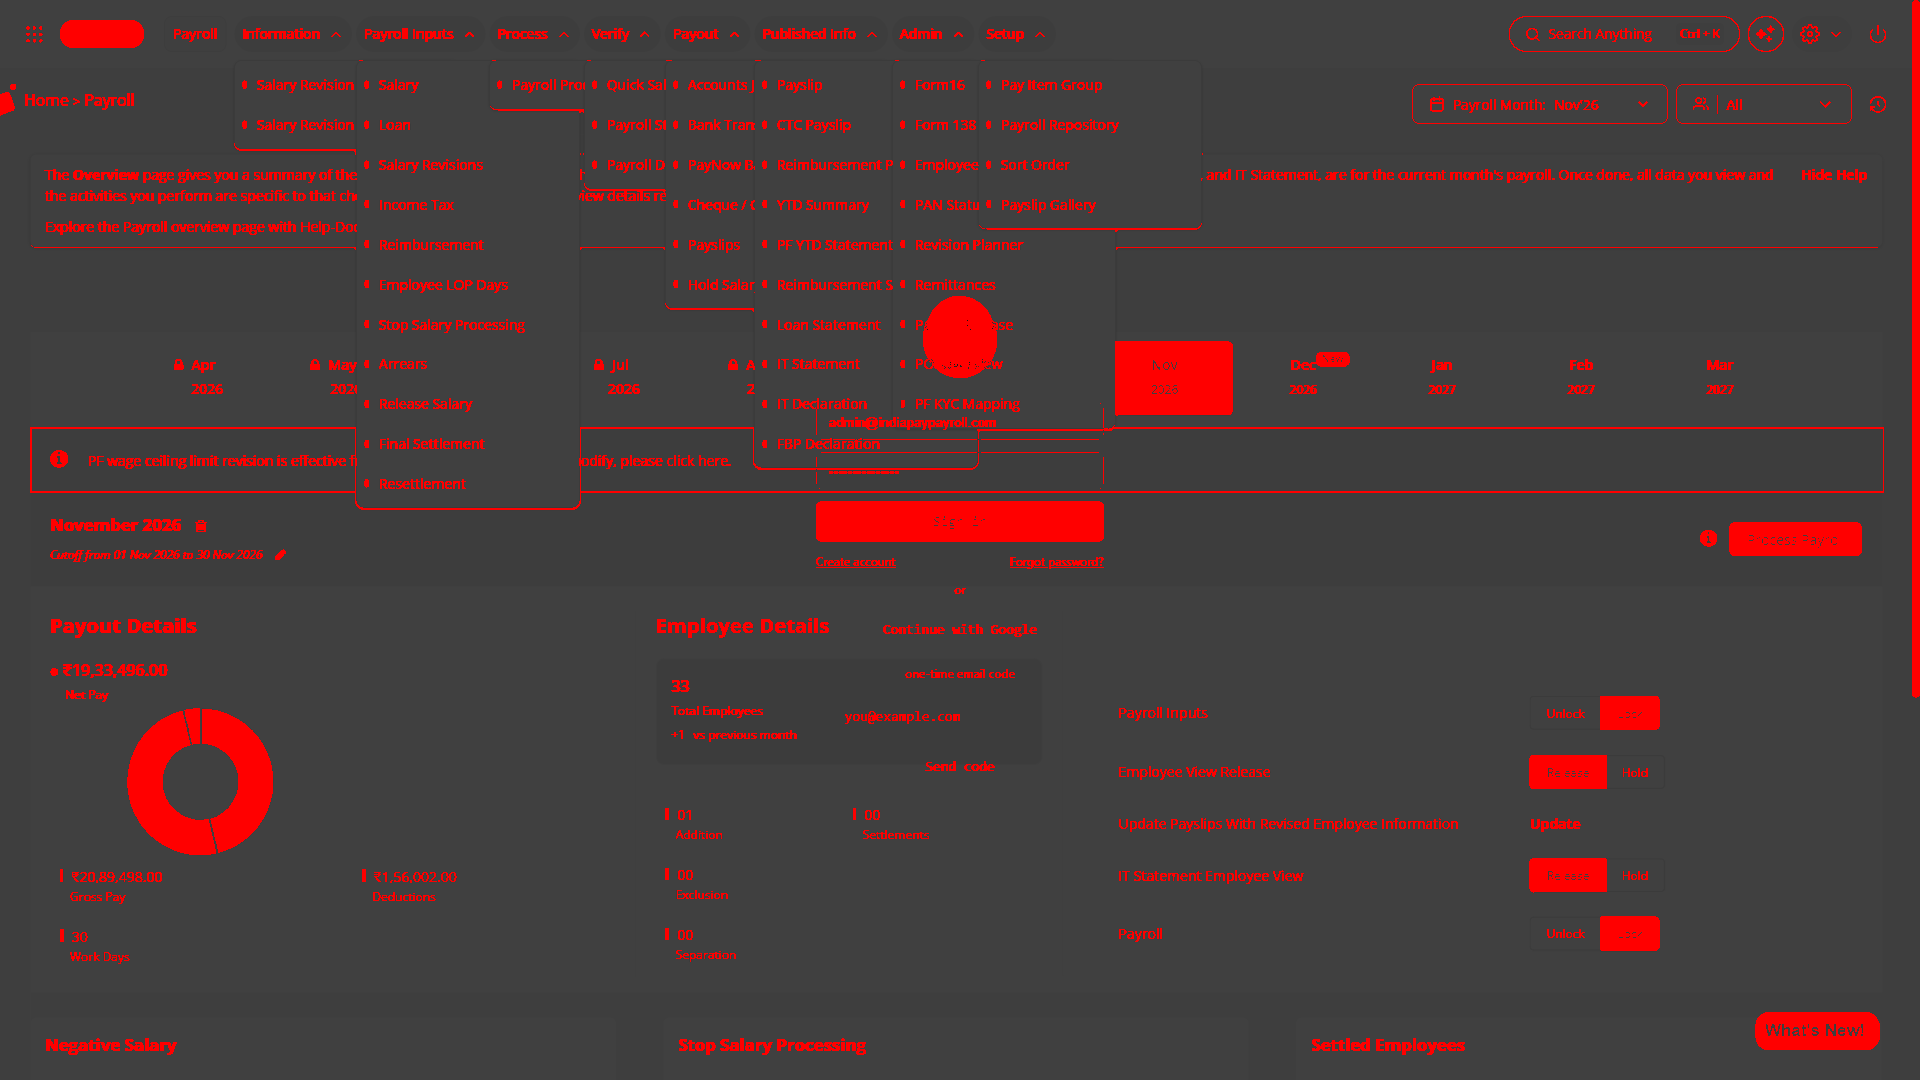 Payroll Information Payroll Inputs Process Verify Payout Published Info Admin Setup Search Anything Ctrl + K
Home > Payroll
Payroll Month: Nov'26 All
Salary Revision
Salary Revision
Salary
Loan
Salary Revisions
Income Tax
Reimbursement
Employee LOP Days
Stop Salary Processing
Arrears
Release Salary
Final Settlement
Resettlement
Payroll Pro
Quick Sal
Payroll St
Payroll D
Accounts J
Bank Tran
PayNow B
Cheque /
Payslips
Hold Salar
Payslip
CTC Payslip
Reimbursement P
YTD Summary
PF YTD Statement
Reimbursement S
Loan Statement
IT Statement
IT Declaration
FBP Declaration
Form16
Form 138
Employee
PAN Statu
Revision Planner
Remittances
PF KYC Mapping
Pay Item Group
Payroll Repository
Sort Order
Payslip Gallery
The Overview page gives you a summary of the
, and IT Statement, are for the current month's payroll. Once done, all data you view and
Hide Help
the activities you perform are specific to that ch
iew details re
Explore the Payroll overview page with Help-Doc
Apr 2026
May 2026
Jul 2026
Nov 2026
Dec 2026
Jan 2027
Feb 2027
Mar 2027
admin@indiapaypayroll.com
PF wage ceiling limit revision is effective
modify, please click here.
November 2026
Cutoff from 01 Nov 2026 to 30 Nov 2026
Create account Forgot password?
or
Continue with Google
one-time email code
you@example.com
Send code
Payout Details
₹19,33,496.00
Net Pay
₹20,89,498.00
Gross Pay
₹1,56,002.00
Deductions
30
Work Days
Employee Details
33
Total Employees
+1 vs previous month
01
Addition
00
Settlements
00
Exclusion
00
Separation
Payroll Inputs Unlock
Employee View Release Release Hold
Update Payslips With Revised Employee Information Update
IT Statement Employee View Release Hold
Payroll Unlock
What's New!
Negative Salary
Stop Salary Processing
Settled Employees